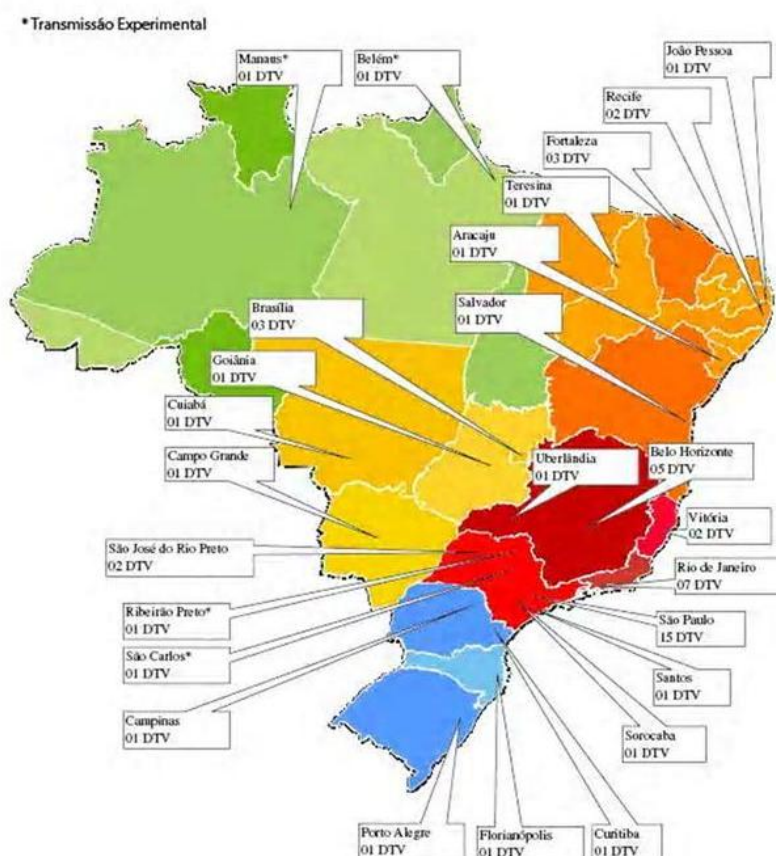 * Transmissão Experimental
Manaus*
01 DTV
Belém*
01 DTV
João Pessoa
01 DTV
Recife
02 DTV
Fortaleza
03 DTV
Teresina
01 DTV
Aracaju
01 DTV
Brasília
03 DTV
Salvador
01 DTV
Goiânia
01 DTV
Cuiabá
01 DTV
Campo Grande
01 DTV
Uberlândia
01 DTV
Belo Horizonte
05 DTV
Vitória
02 DTV
São José do Rio Preto
02 DTV
Rio de Janeiro
07 DTV
Ribeirão Preto*
01 DTV
São Paulo
15 DTV
São Carlos*
01 DTV
Santos
01 DTV
Campinas
01 DTV
Sorocaba
01 DTV
Porto Alegre
01 DTV
Florianópolis
01 DTV
Curitiba
01 DTV